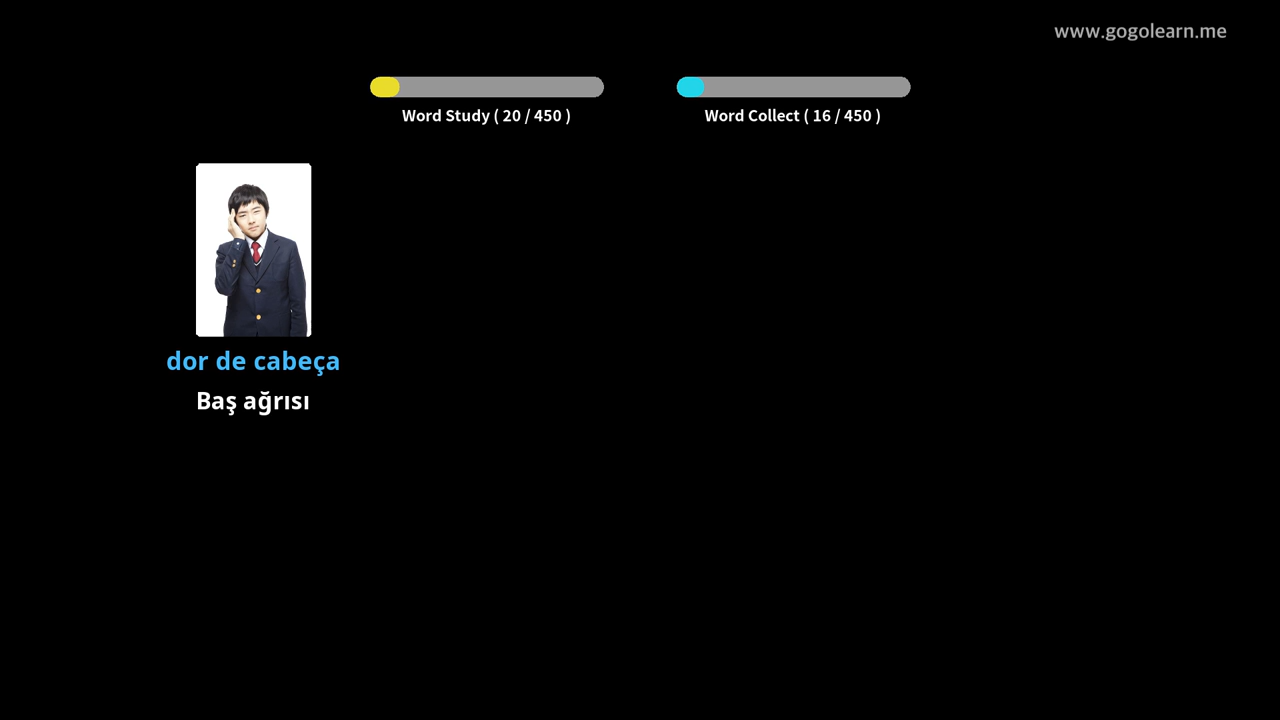 www.gogolearn.me
Word Study ( 20 / 450 )
Word Collect ( 16 / 450 )
dor de cabeça
Baş ağrısı